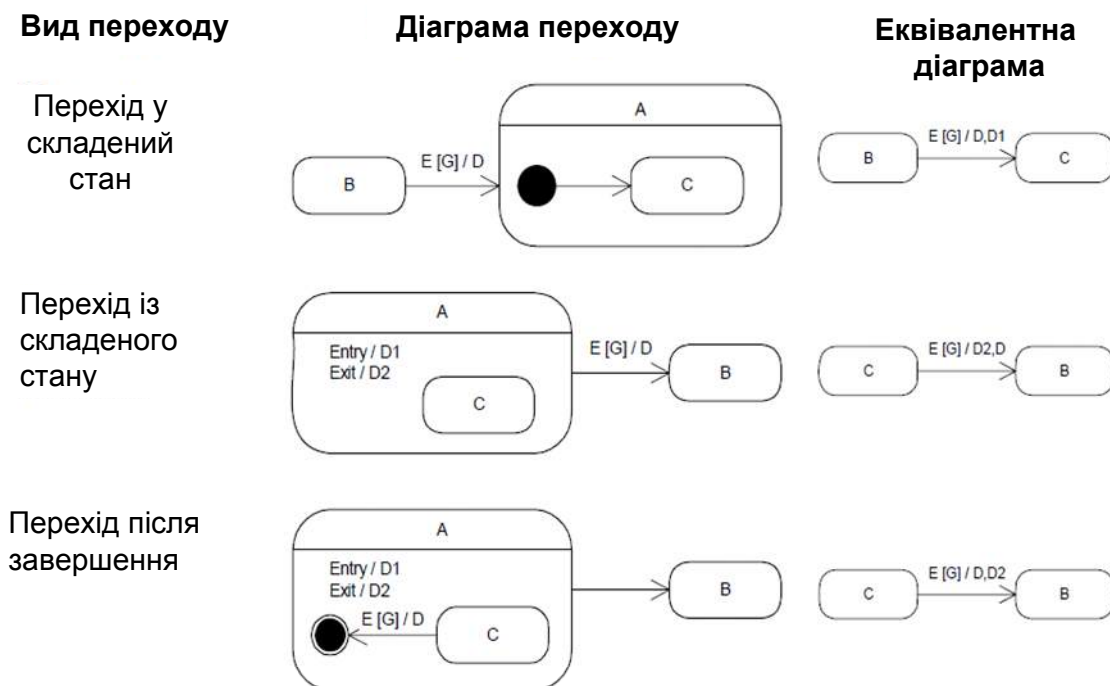 Вид переходу
Діаграма переходу
Еквівалентна
діаграма
Перехід у
складений
стан
A
B
E [G] / D
C
B
E [G] / D,D1
C
Перехід із
складеного
стану
A
Entry / D1
Exit / D2
C
E [G] / D
B
C
E [G] / D2,D
B
Перехід після
завершення
A
Entry / D1
Exit / D2
E [G] / D
C
B
C
E [G] / D,D2
B